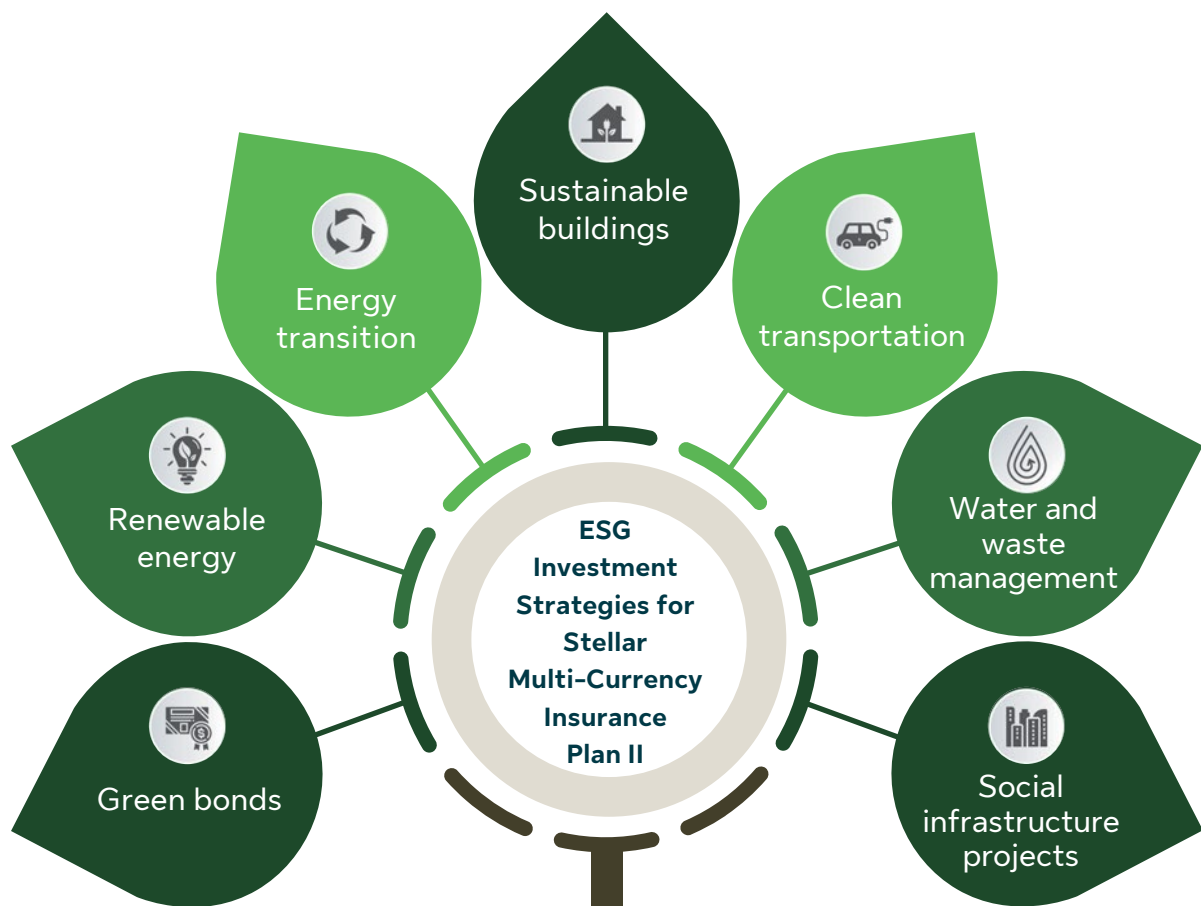 Sustainable
buildings
Energy
transition
Clean
transportation
Renewable
energy
Water and
waste
management
ESG
Investment
Strategies for
Stellar
Multi-Currency
Insurance
Plan II
Green bonds
Social
infrastructure
projects